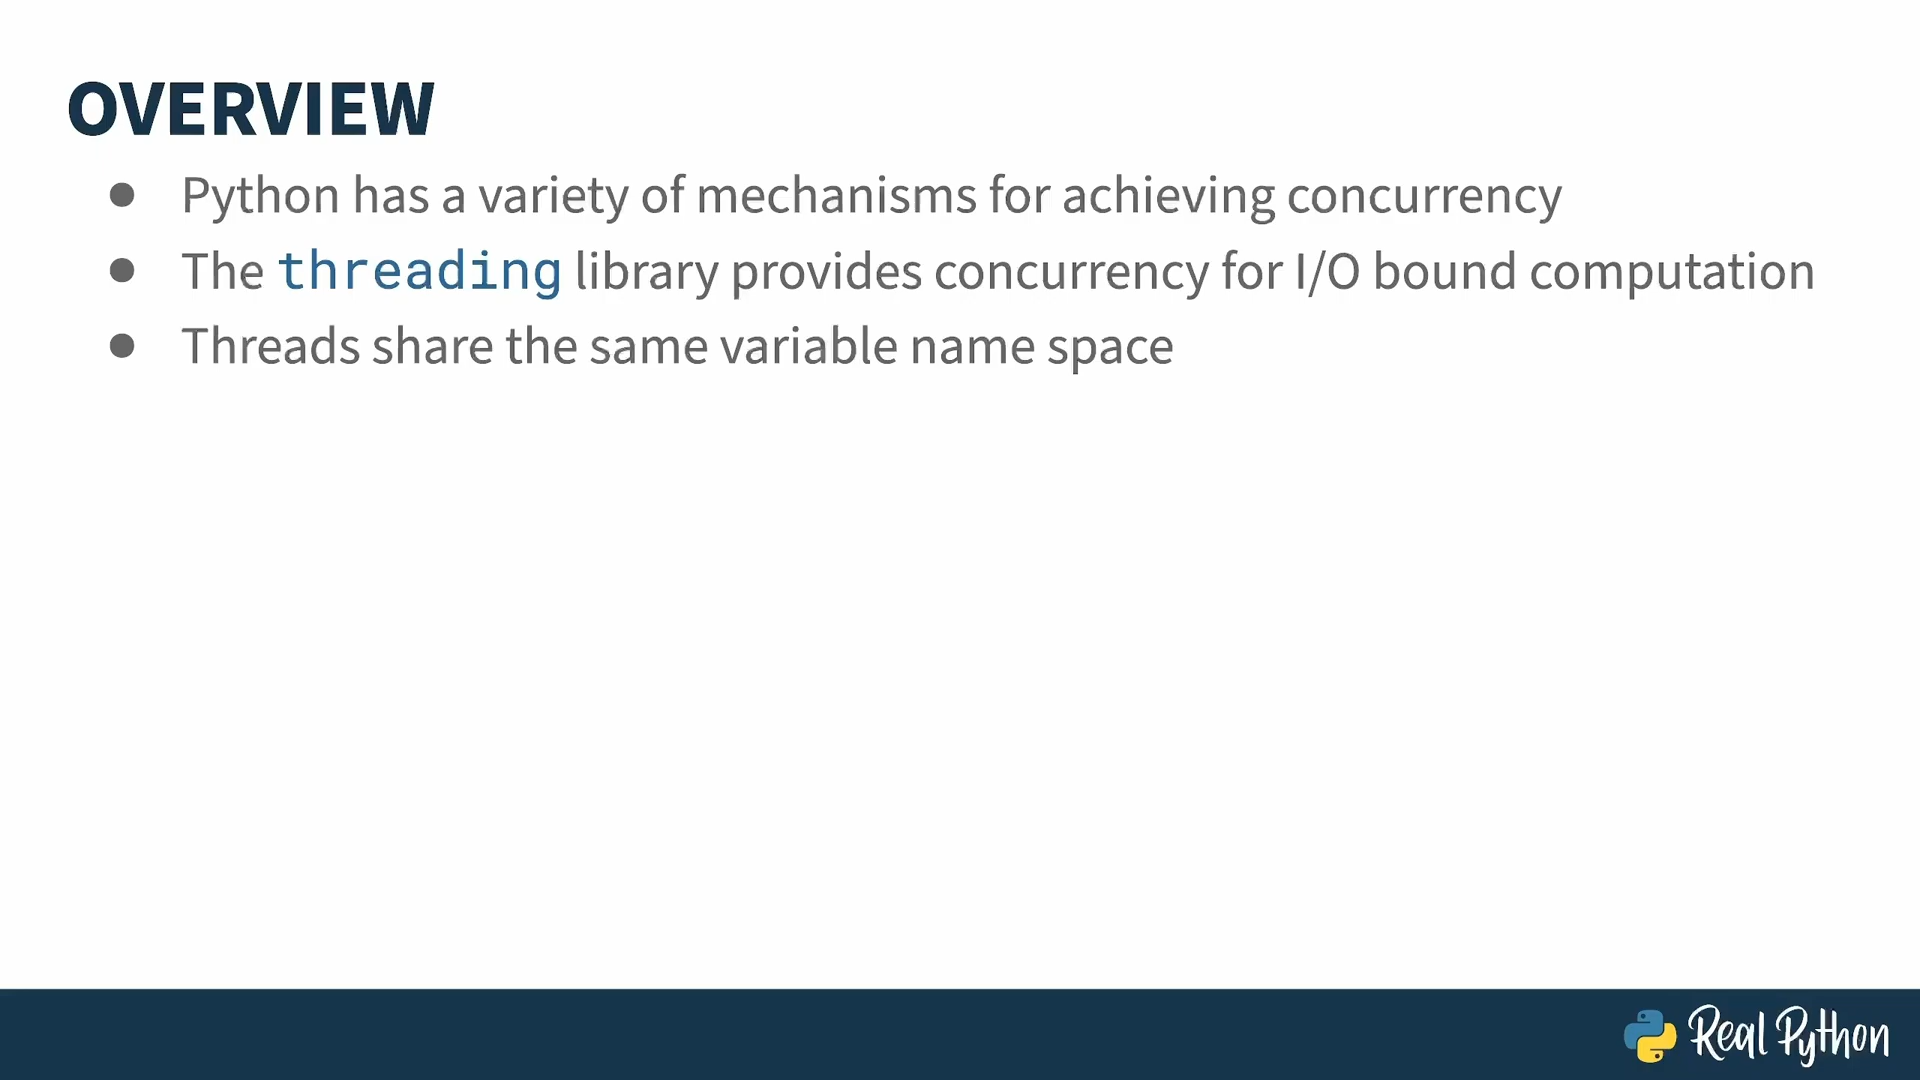 OVERVIEW
● Python has a variety of mechanisms for achieving concurrency
● The threading library provides concurrency for I/O bound computation
● Threads share the same variable name space
Real Python